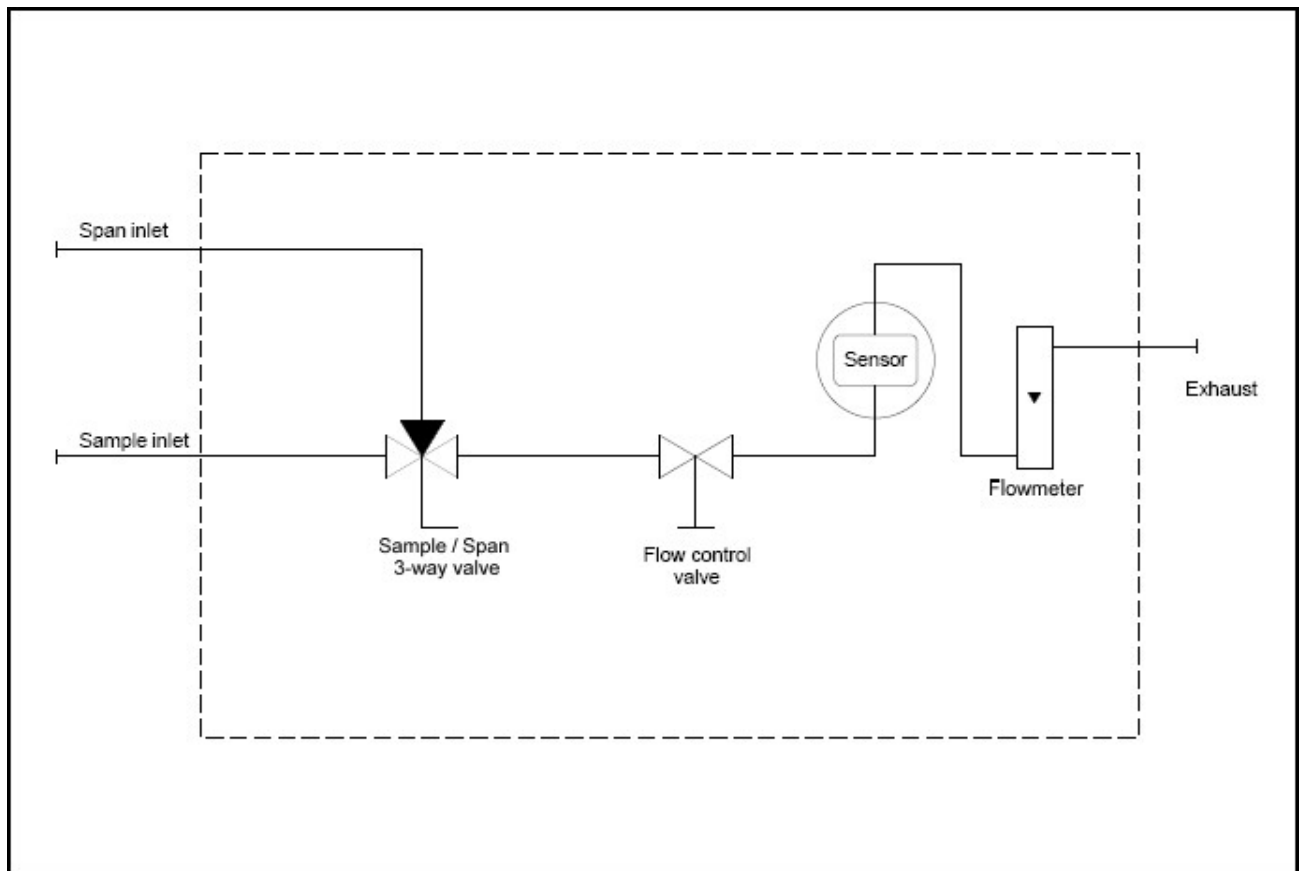 Span inlet
Sample inlet
Sensor
Exhaust
Flowmeter
Sample / Span
3-way valve
Flow control
valve